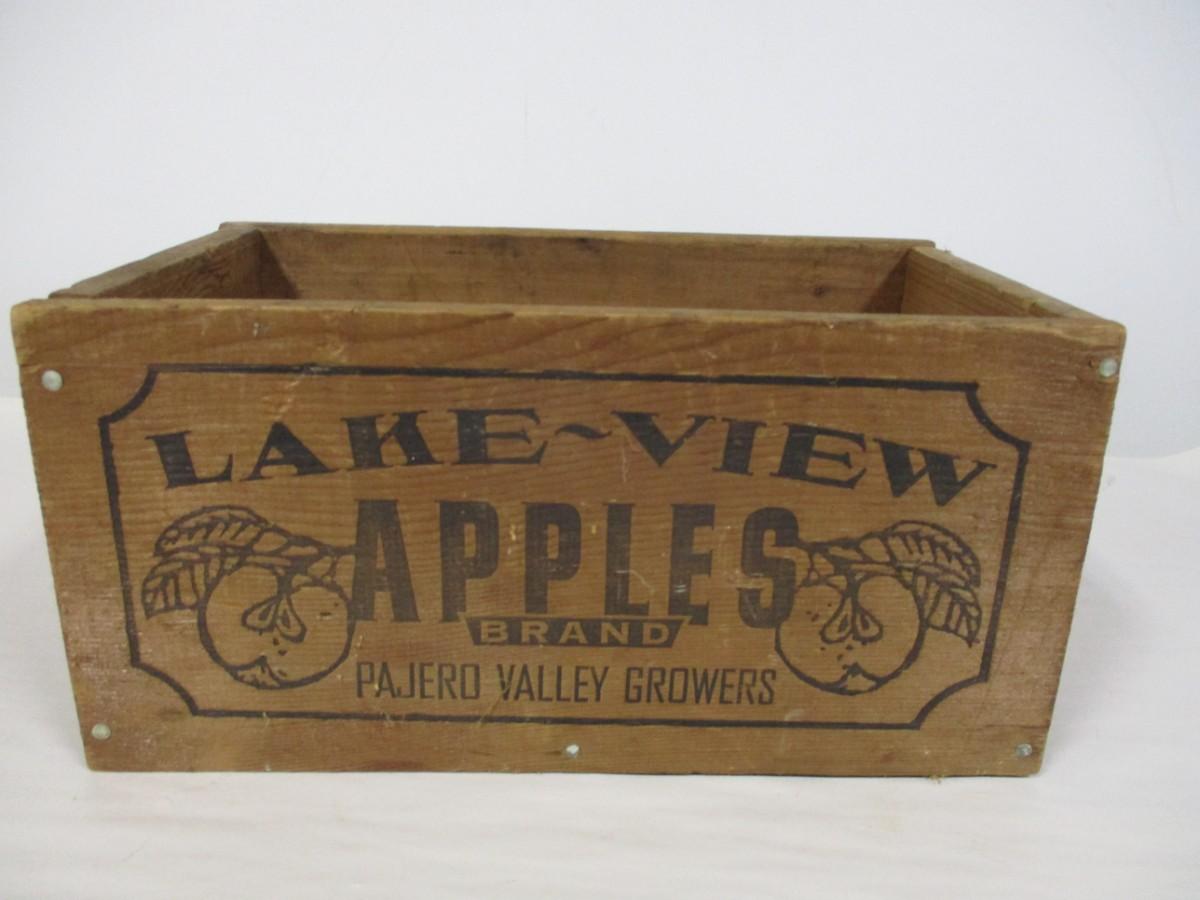 LAKE~VIEW
APPLES
BRAND
PAJERO VALLEY GROWERS